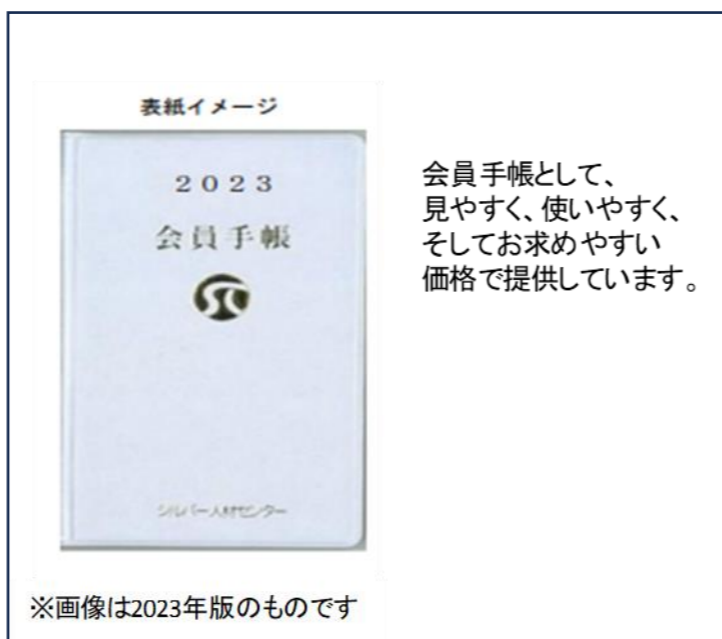 表紙イメージ
2023
会員手帳
シルバー人材センター
会員手帳として、
見やすく、使いやすく、
そしてお求めやすい
価格で提供しています。
※画像は2023年版のものです